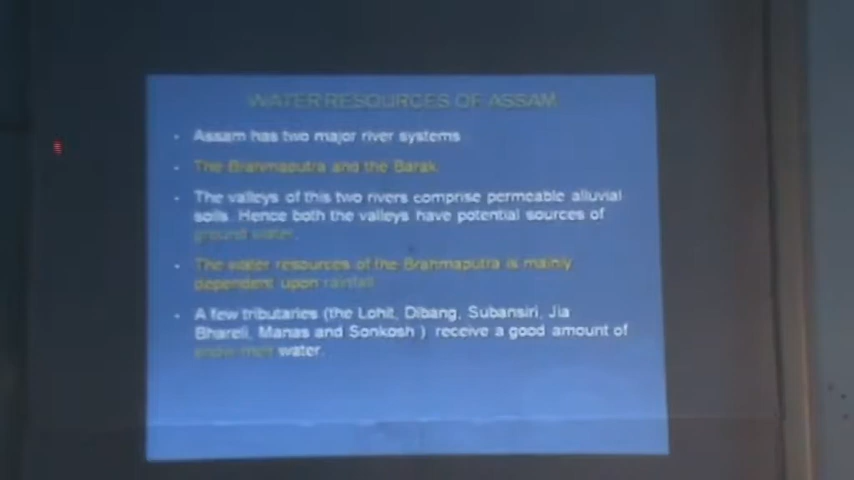 WATER RESOURCES OF ASSAM
• Assam has two major river systems
• The Brahmaputra and the Barak
• The valleys of this two rivers comprise permeable alluvial
soils. Hence both the valleys have potential sources of
ground water.
• The water resources of the Brahmaputra is mainly
dependent upon rainfall
• A few tributaries (the Lohit, Dibang, Subansiri, Jia
Bhareli, Manas and Sonkosh ) receive a good amount of
snow melt water.